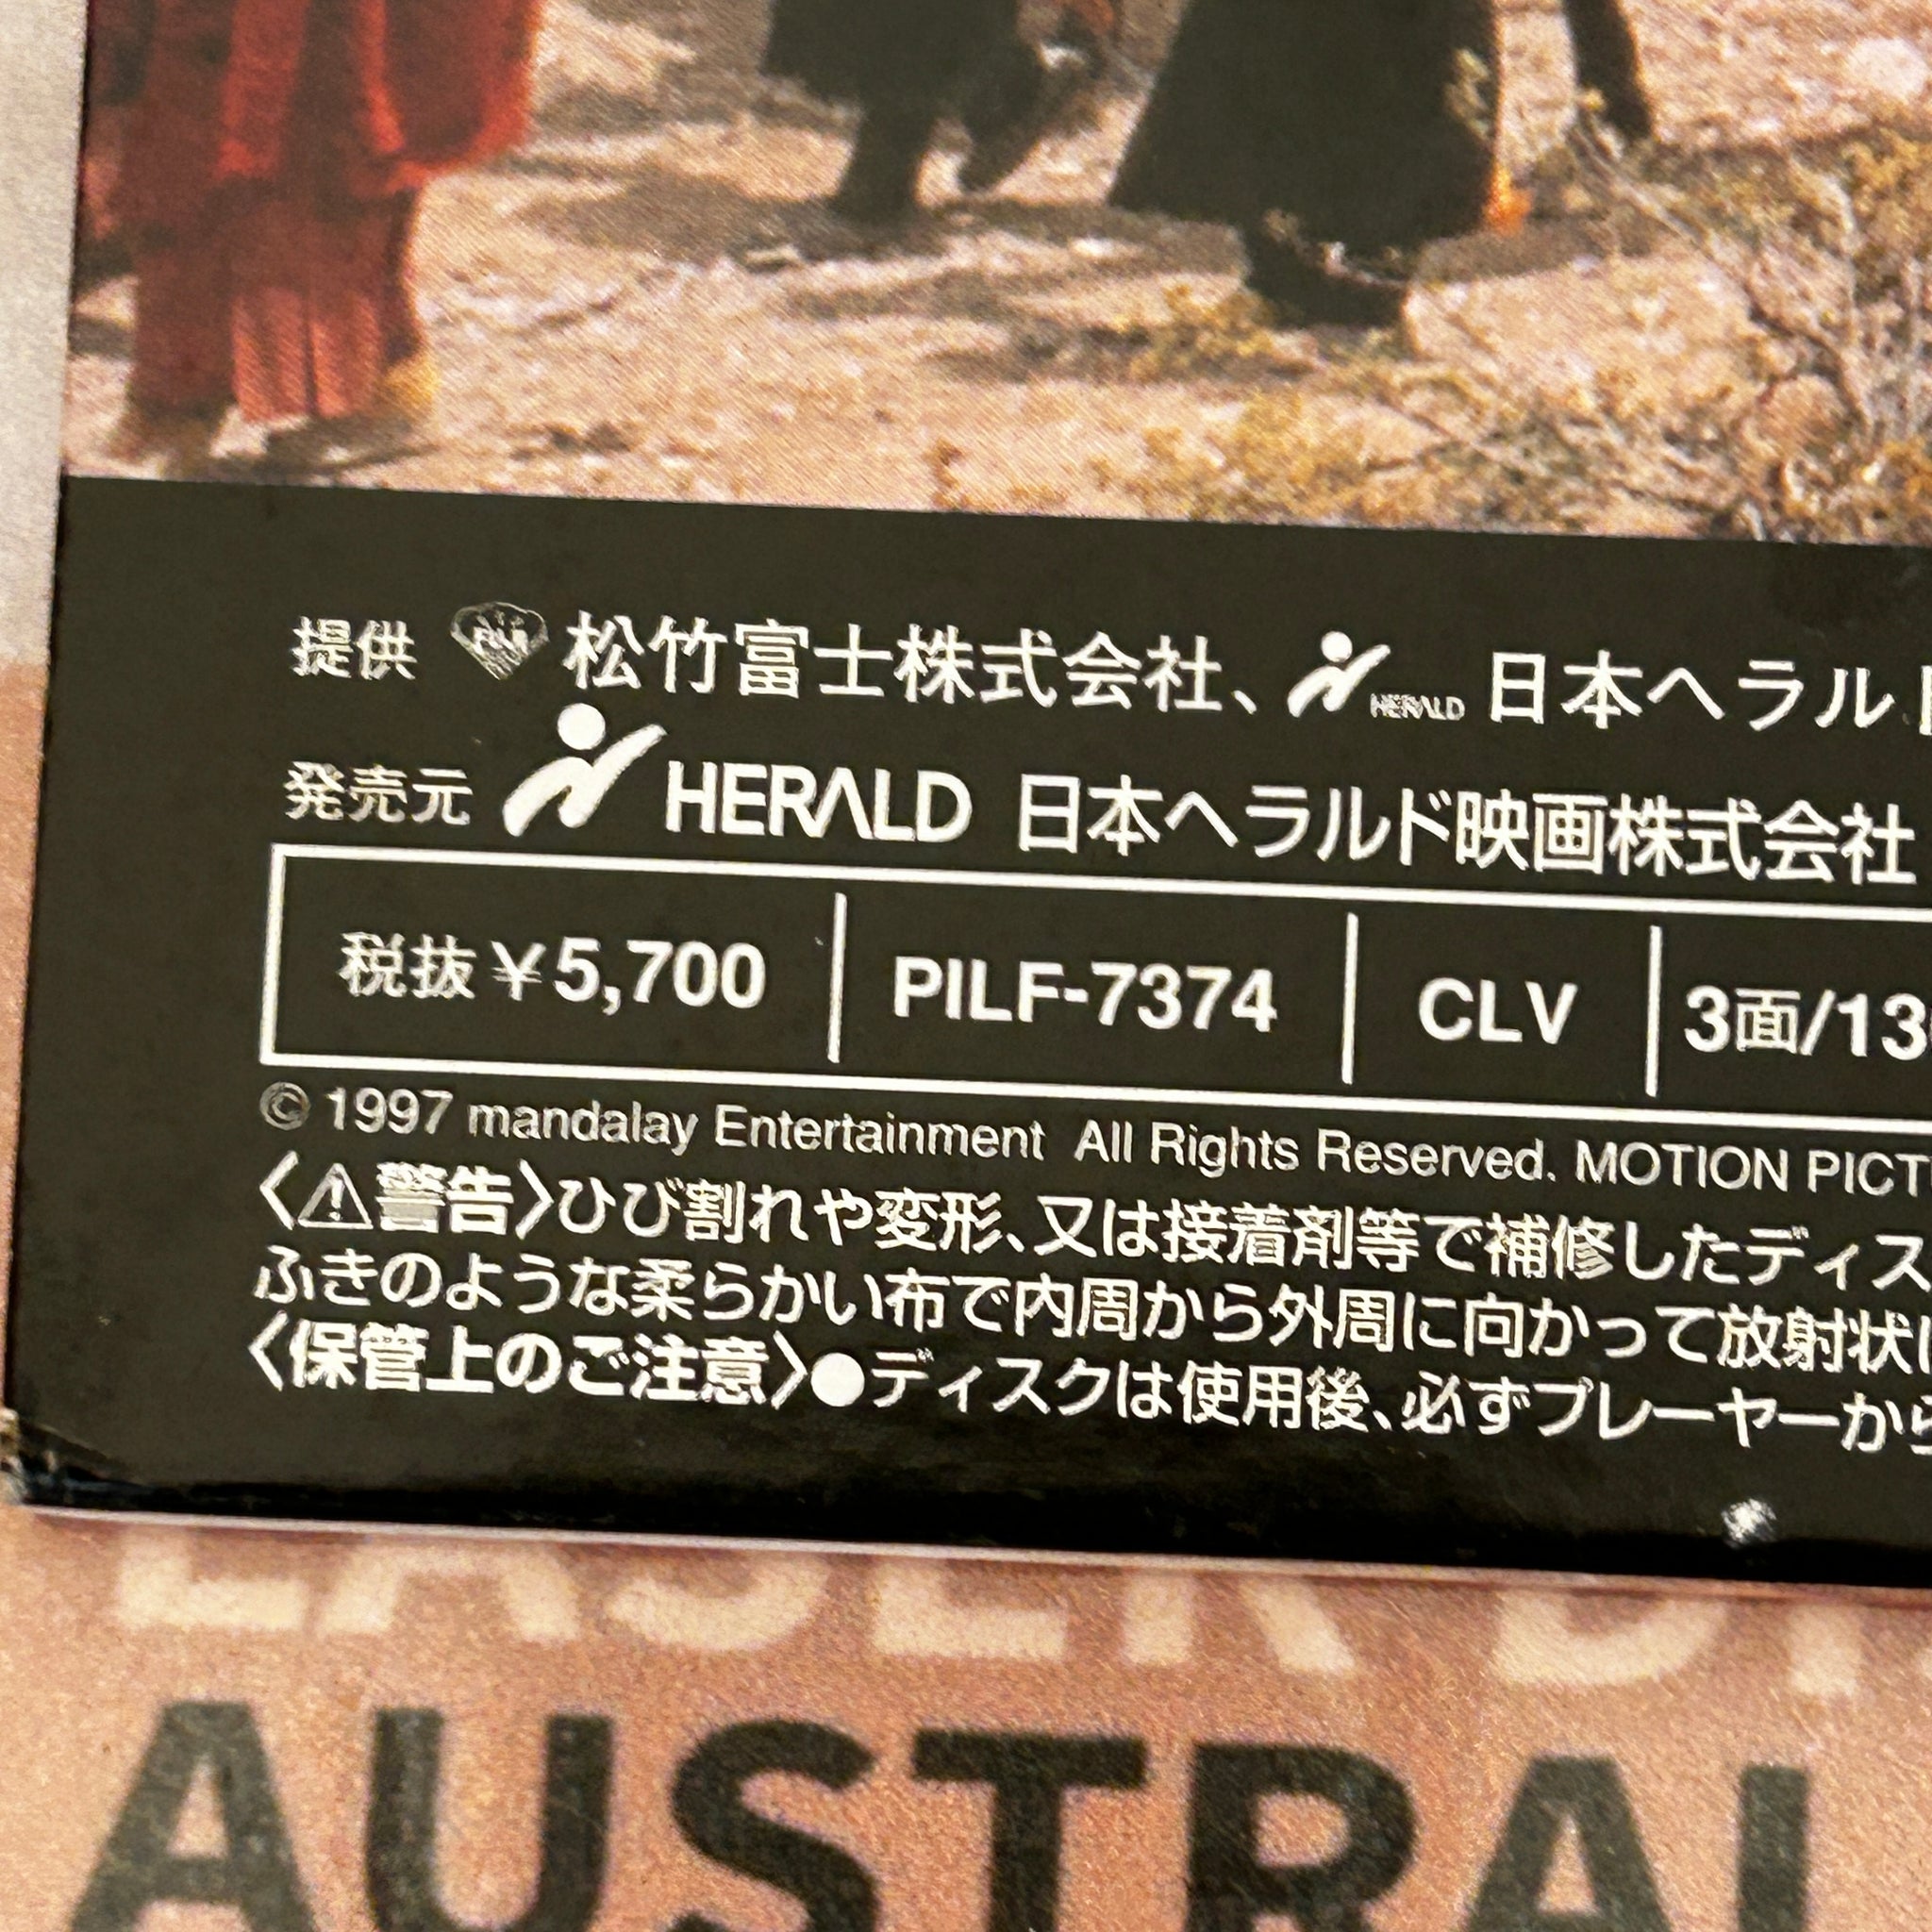 提供 FUJI 松竹富士株式会社、HERALD 日本ヘラルド
発売元 HERALD 日本ヘラルド映画株式会社
税抜￥5,700 PILF-7374 CLV 3面/13
© 1997 mandalay Entertainment All Rights Reserved. MOTION PICT
〈⚠警告〉ひび割れや変形、又は接着剤等で補修したディス
ふきのような柔らかい布で内周から外周に向かって放射状に
〈保管上のご注意〉●ディスクは使用後、必ずプレーヤーから
LASER DI
AUSTRAL